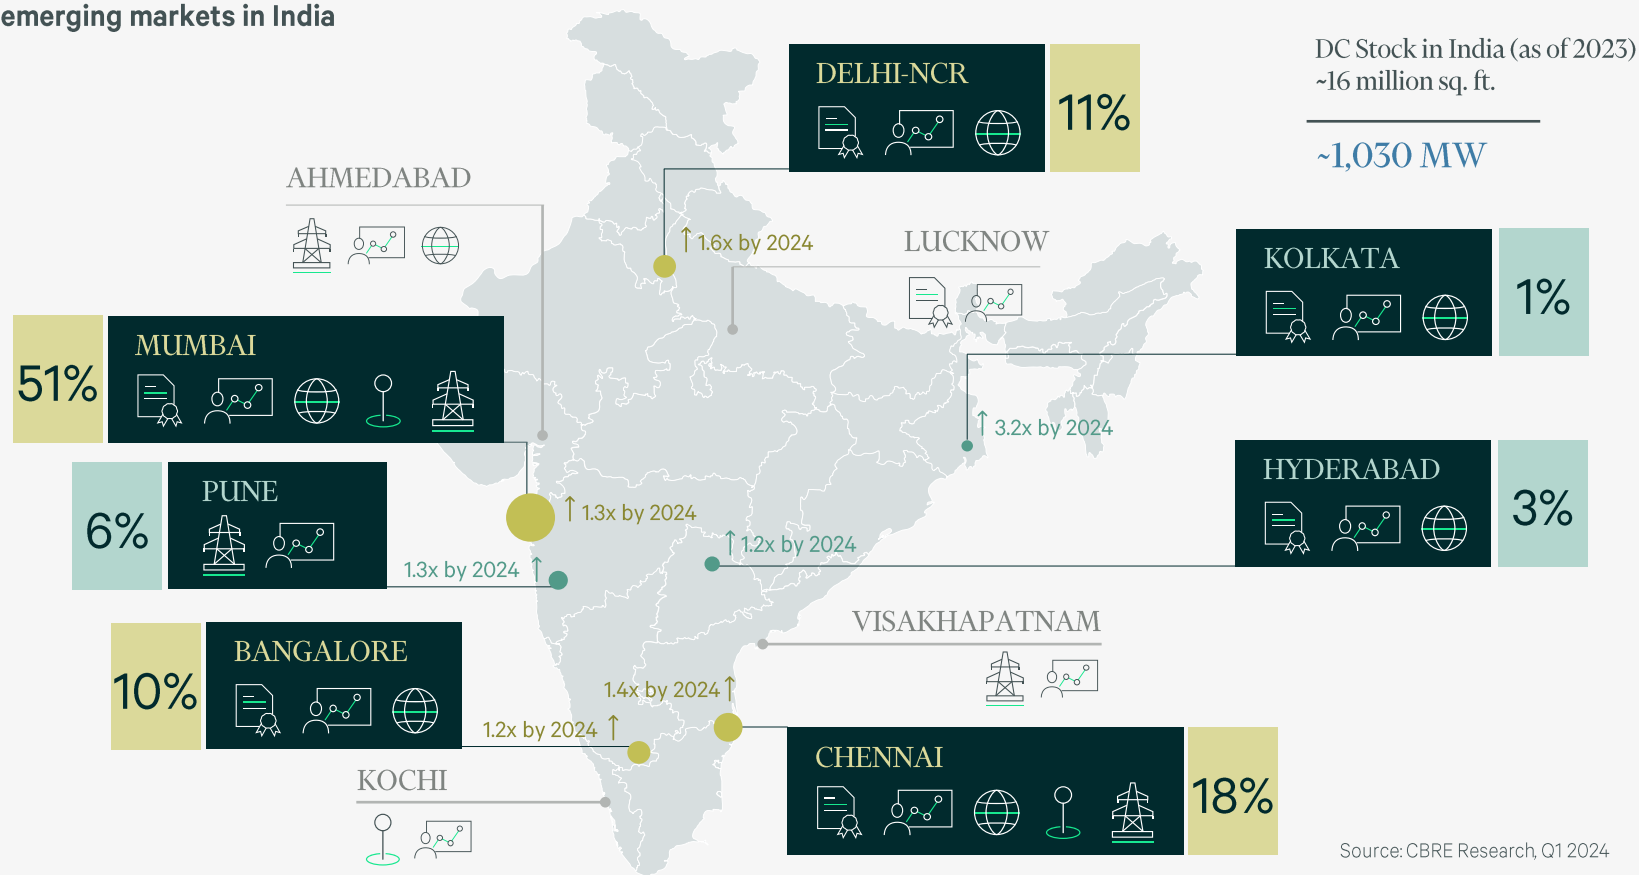 emerging markets in India
DC Stock in India (as of 2023)
~16 million sq. ft.
~1,030 MW
DELHI-NCR
11%
↑ 1.6x by 2024
AHMEDABAD
LUCKNOW
KOLKATA
1%
↑ 3.2x by 2024
MUMBAI
51%
↑ 1.3x by 2024
HYDERABAD
3%
↑ 1.2x by 2024
PUNE
6%
1.3x by 2024 ↑
VISAKHAPATNAM
BANGALORE
10%
1.2x by 2024 ↑
1.4x by 2024 ↑
CHENNAI
18%
KOCHI
Source: CBRE Research, Q1 2024